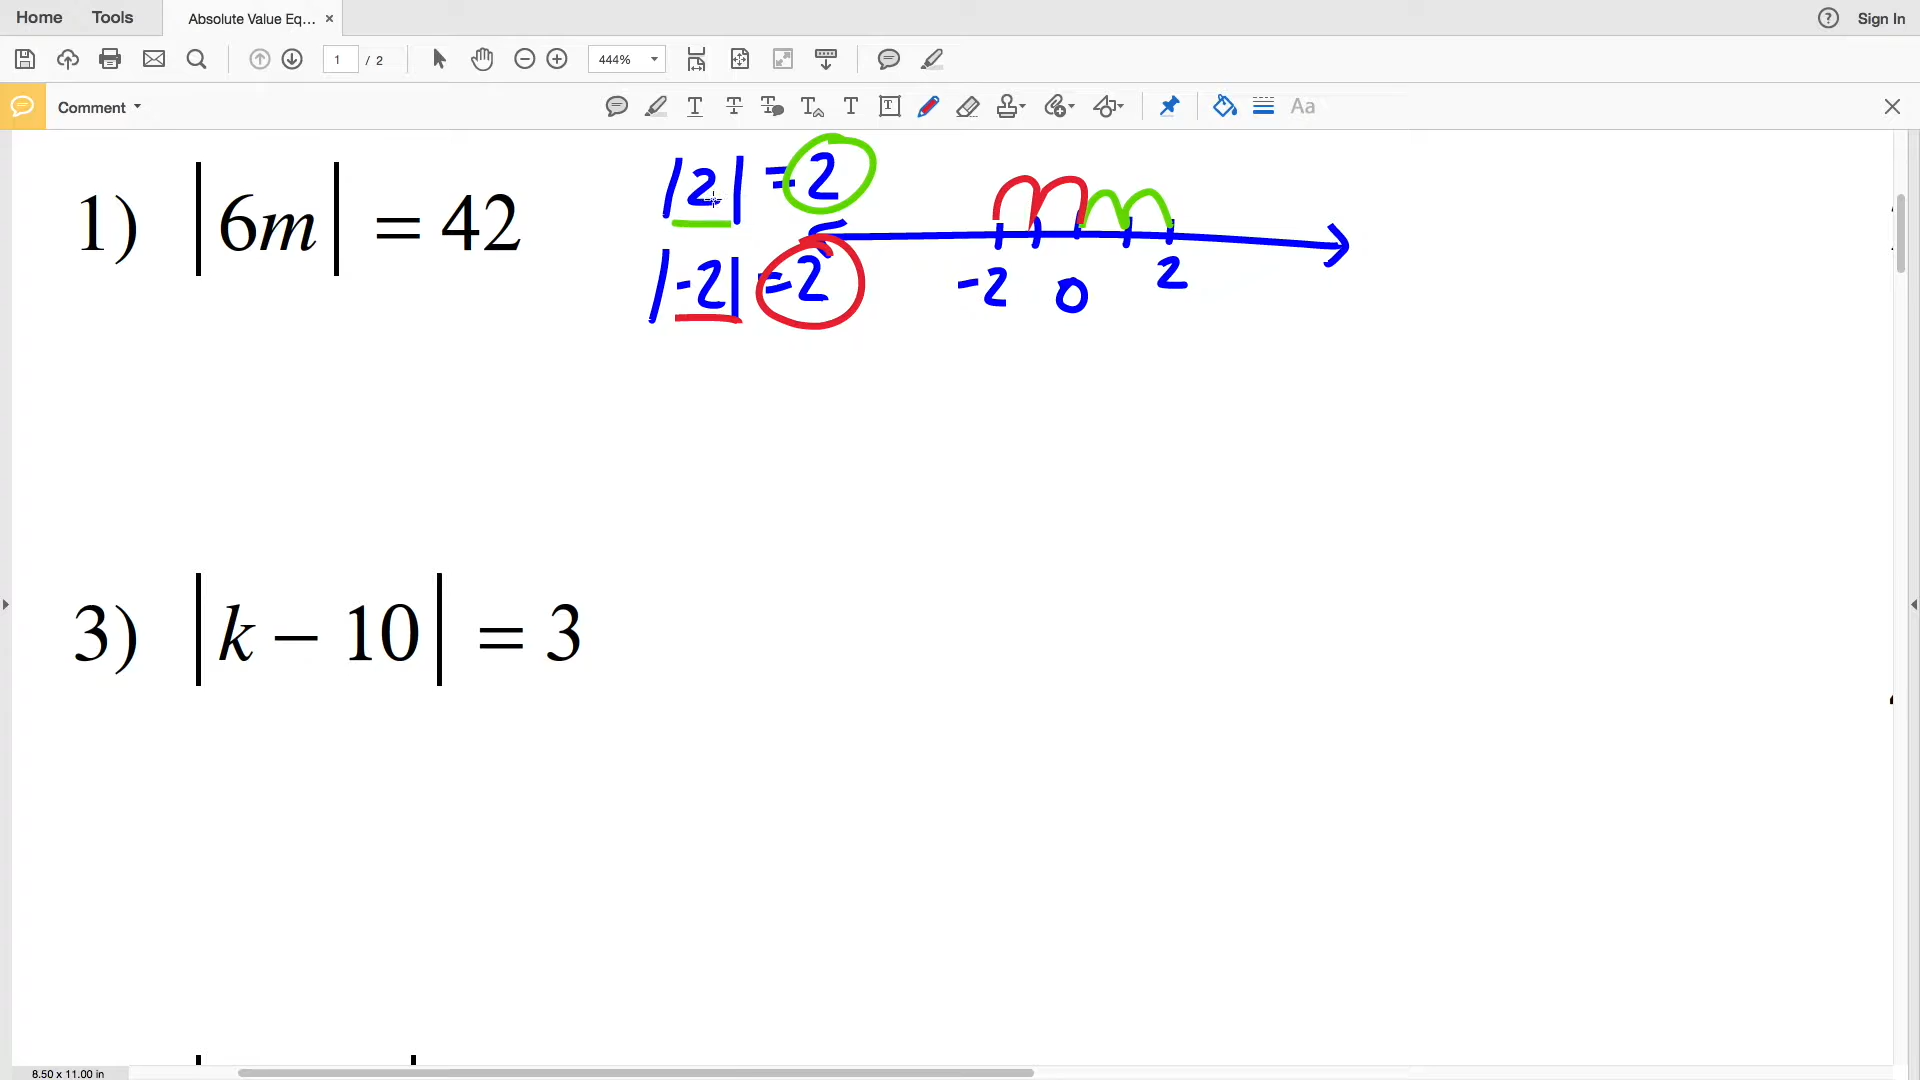 Home Tools Absolute Value Eq... × ? Sign In
1 / 2 444%
Comment T T T T T T Aa
1) |6m| = 42
|2| = 2
|-2| = 2
-2 0 2
3) |k − 10| = 3
8.50 x 11.00 in